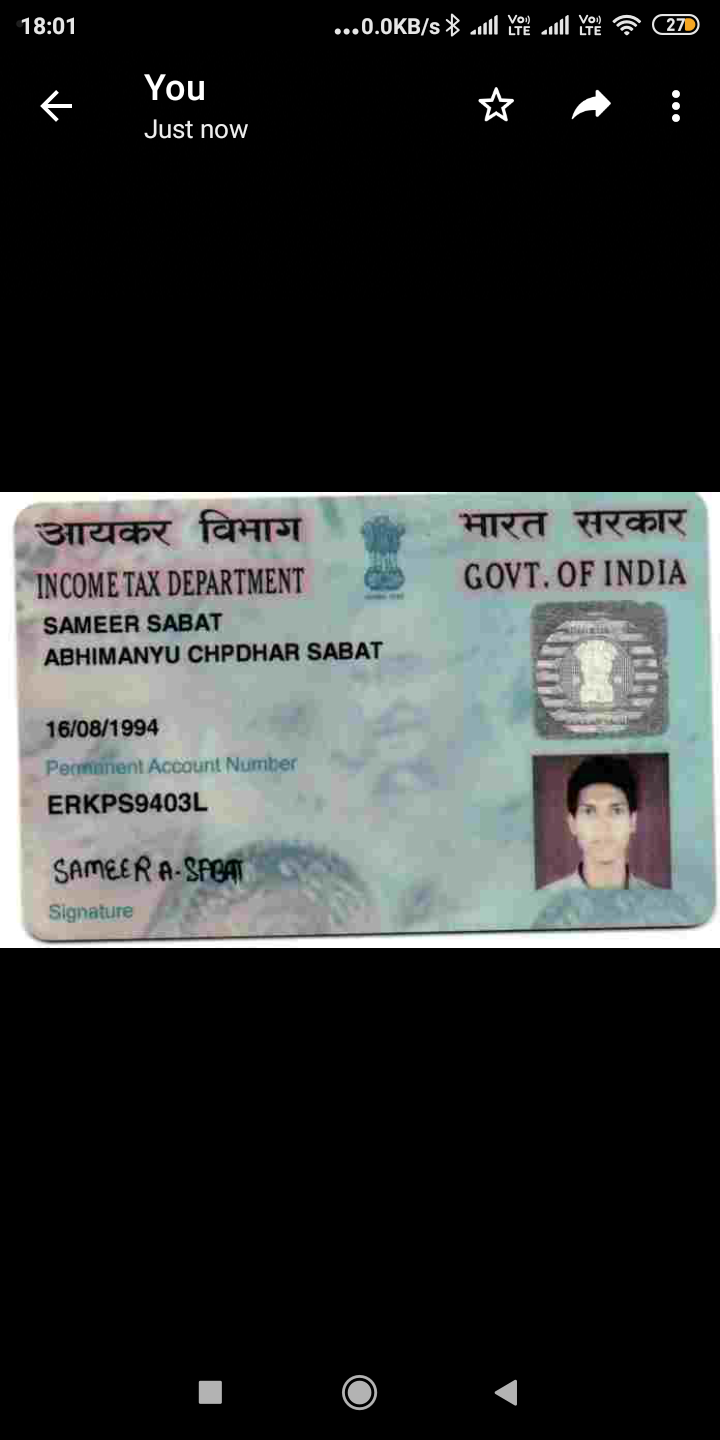 18:01
...0.0KB/s Vo) LTE Vo) LTE 27
You
Just now
आयकर विभाग
भारत सरकार
INCOME TAX DEPARTMENT
GOVT. OF INDIA
SAMEER SABAT
ABHIMANYU CHPDHAR SABAT
16/08/1994
Permanent Account Number
ERKPS9403L
SAMEER A-SABAT
Signature